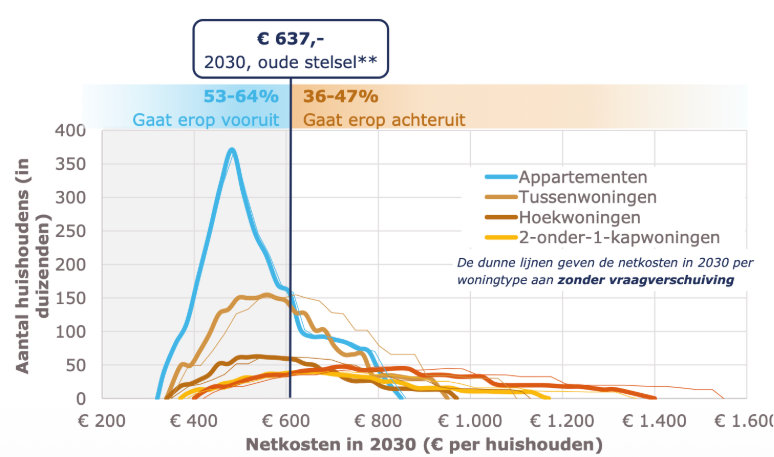 € 637,-
2030, oude stelsel**
53-64%
Gaat erop vooruit
36-47%
Gaat erop achteruit
Aantal huishoudens (in
duizenden)
400
350
300
250
200
150
100
50
0
Appartementen
Tussenwoningen
Hoekwoningen
2-onder-1-kapwoningen
De dunne lijnen geven de netkosten in 2030 per
woningtype aan zonder vraagverschuiving
€ 200
€ 400
€ 600
€ 800
€ 1.000
€ 1.200
€ 1.400
€ 1.600
Netkosten in 2030 (€ per huishouden)